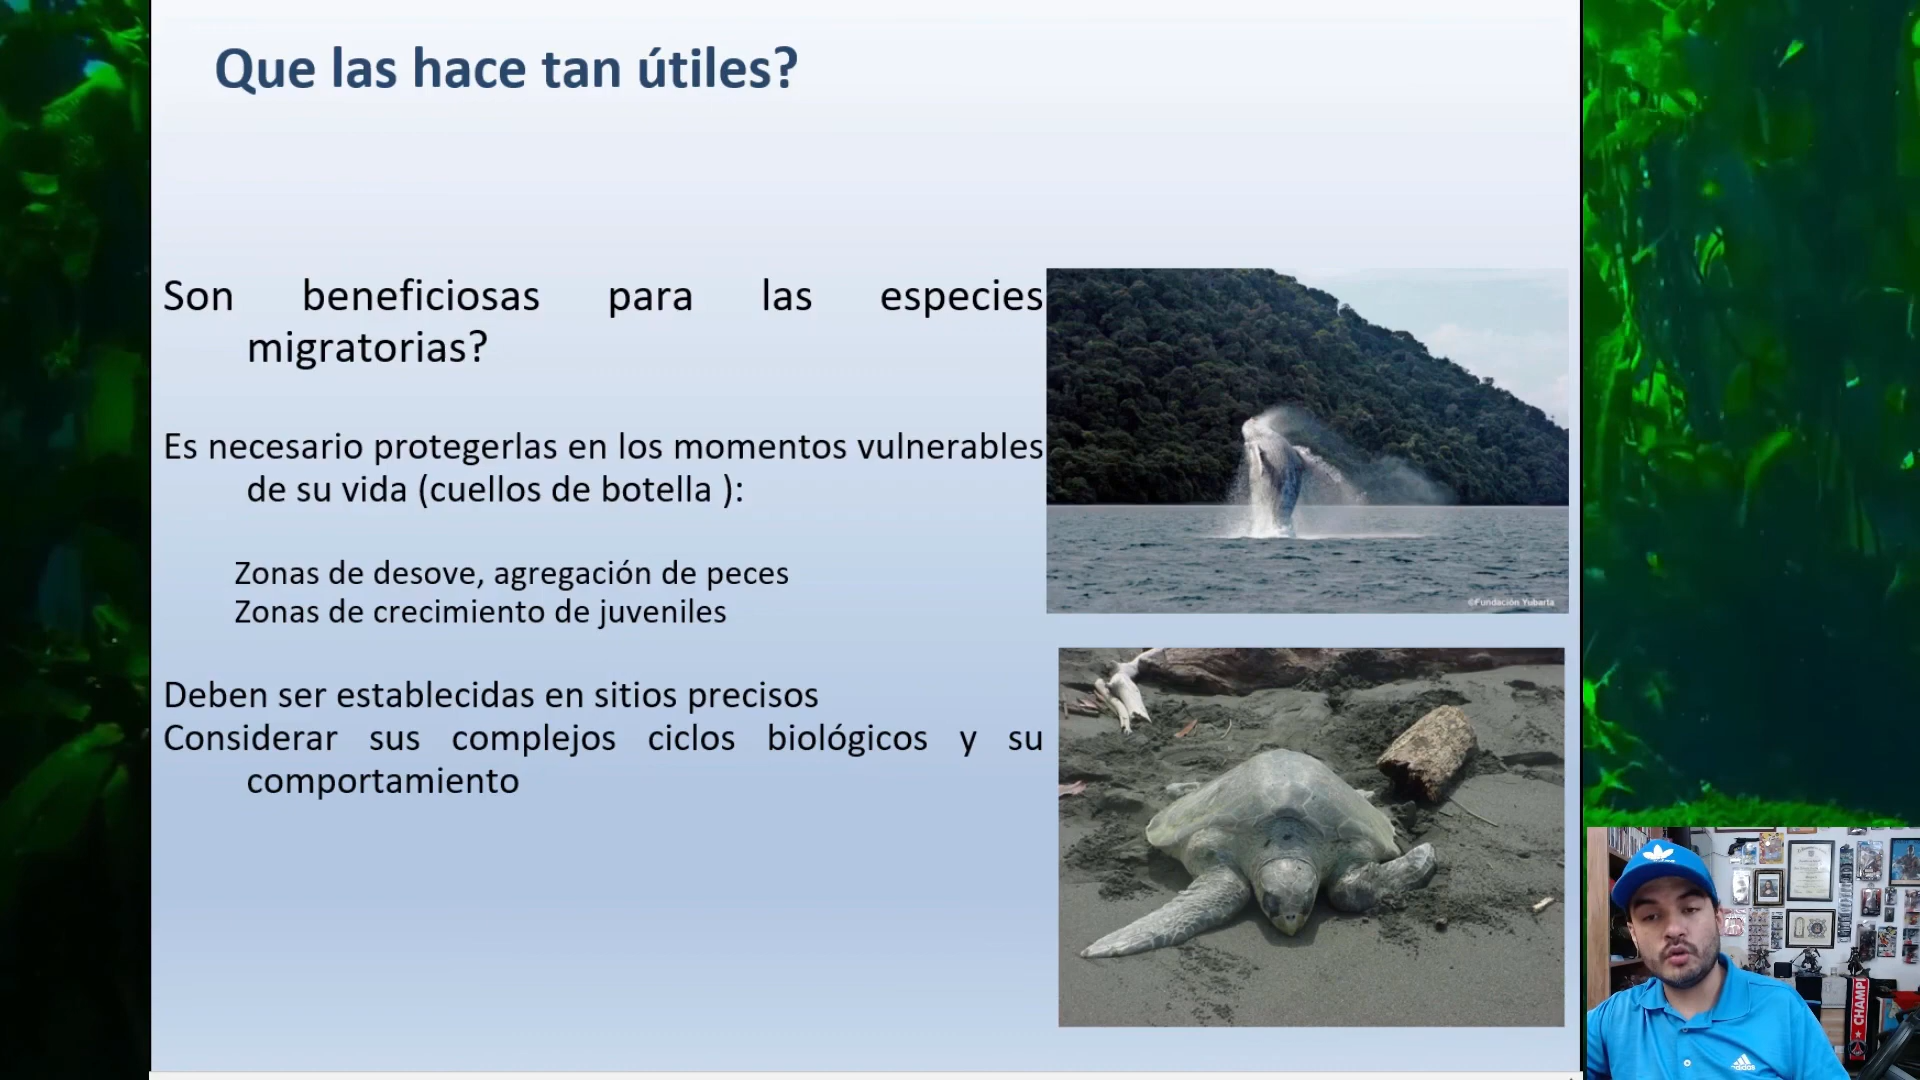 Que las hace tan útiles?
Son beneficiosas para las especies
migratorias?
Es necesario protegerlas en los momentos vulnerables
de su vida (cuellos de botella ):
Zonas de desove, agregación de peces
Zonas de crecimiento de juveniles
Deben ser establecidas en sitios precisos
Considerar sus complejos ciclos biológicos y su
comportamiento
©Fundación Yubarta
CHAMPI
adidas